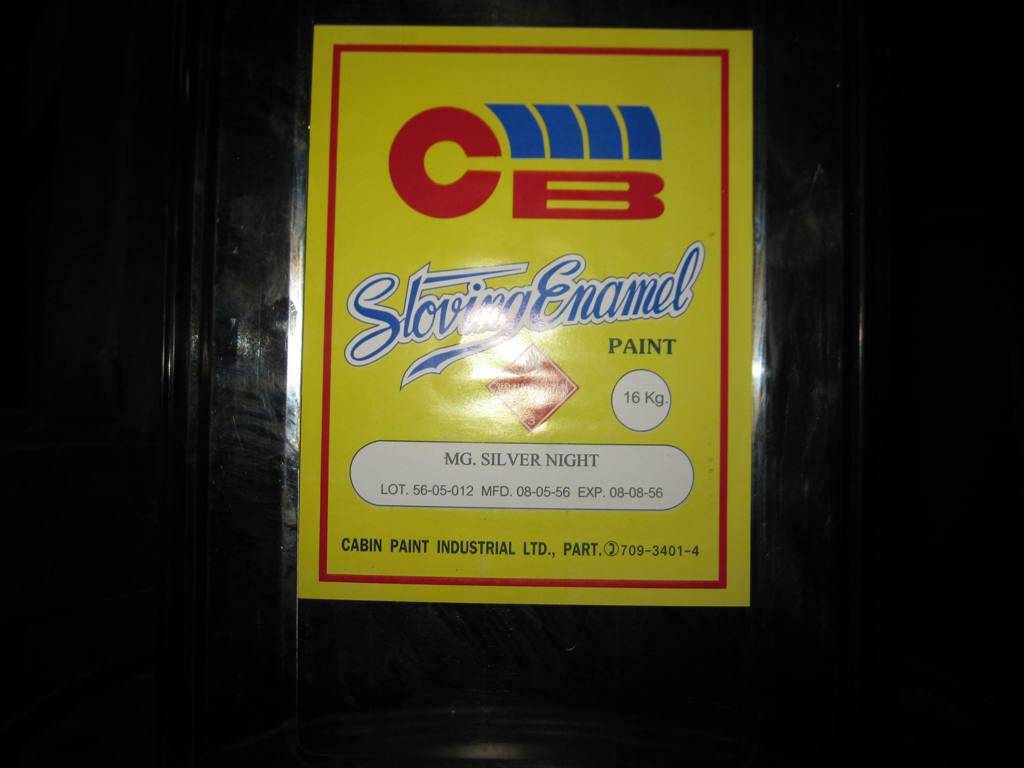 CB
Stoving Enamel
PAINT
16 Kg.
3
MG. SILVER NIGHT
LOT. 56-05-012 MFD. 08-05-56 EXP. 08-08-56
CABIN PAINT INDUSTRIAL LTD., PART. ✆709-3401-4